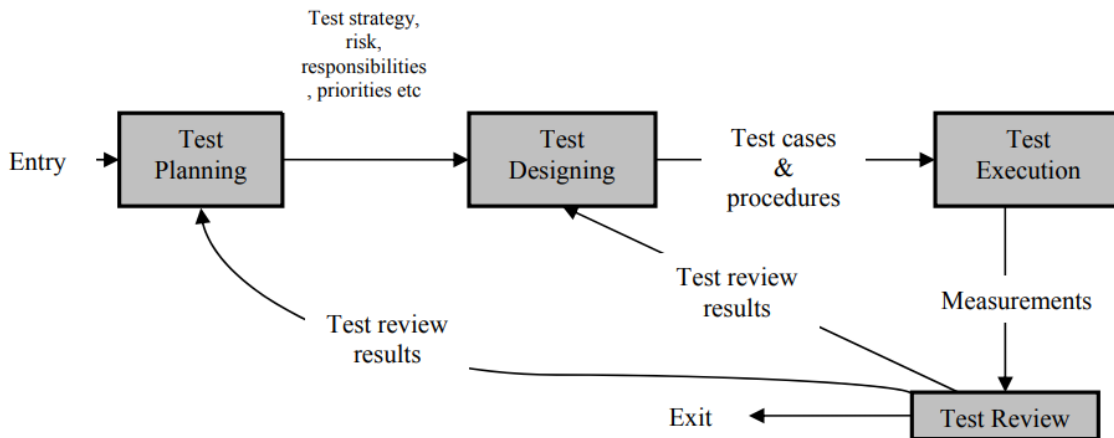 Test strategy,
risk,
responsibilities
, priorities etc
Entry
Test
Planning
Test
Designing
Test cases
&
procedures
Test
Execution
Test review
results
Test review
results
Measurements
Exit
Test Review